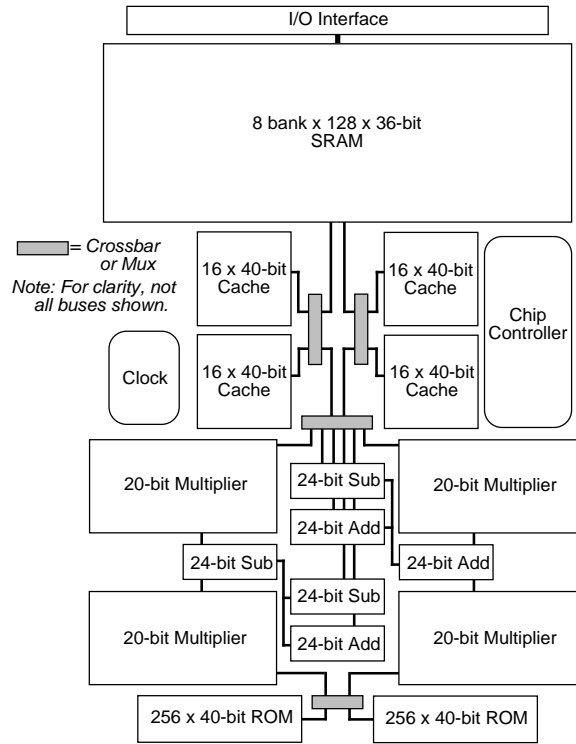 I/O Interface
8 bank x 128 x 36-bit
SRAM
= Crossbar
or Mux
Note: For clarity, not
all buses shown.
16 x 40-bit
Cache
16 x 40-bit
Cache
Chip
Controller
Clock
16 x 40-bit
Cache
16 x 40-bit
Cache
20-bit Multiplier
24-bit Sub
20-bit Multiplier
24-bit Add
24-bit Sub
24-bit Add
24-bit Sub
20-bit Multiplier
24-bit Add
20-bit Multiplier
256 x 40-bit ROM
256 x 40-bit ROM